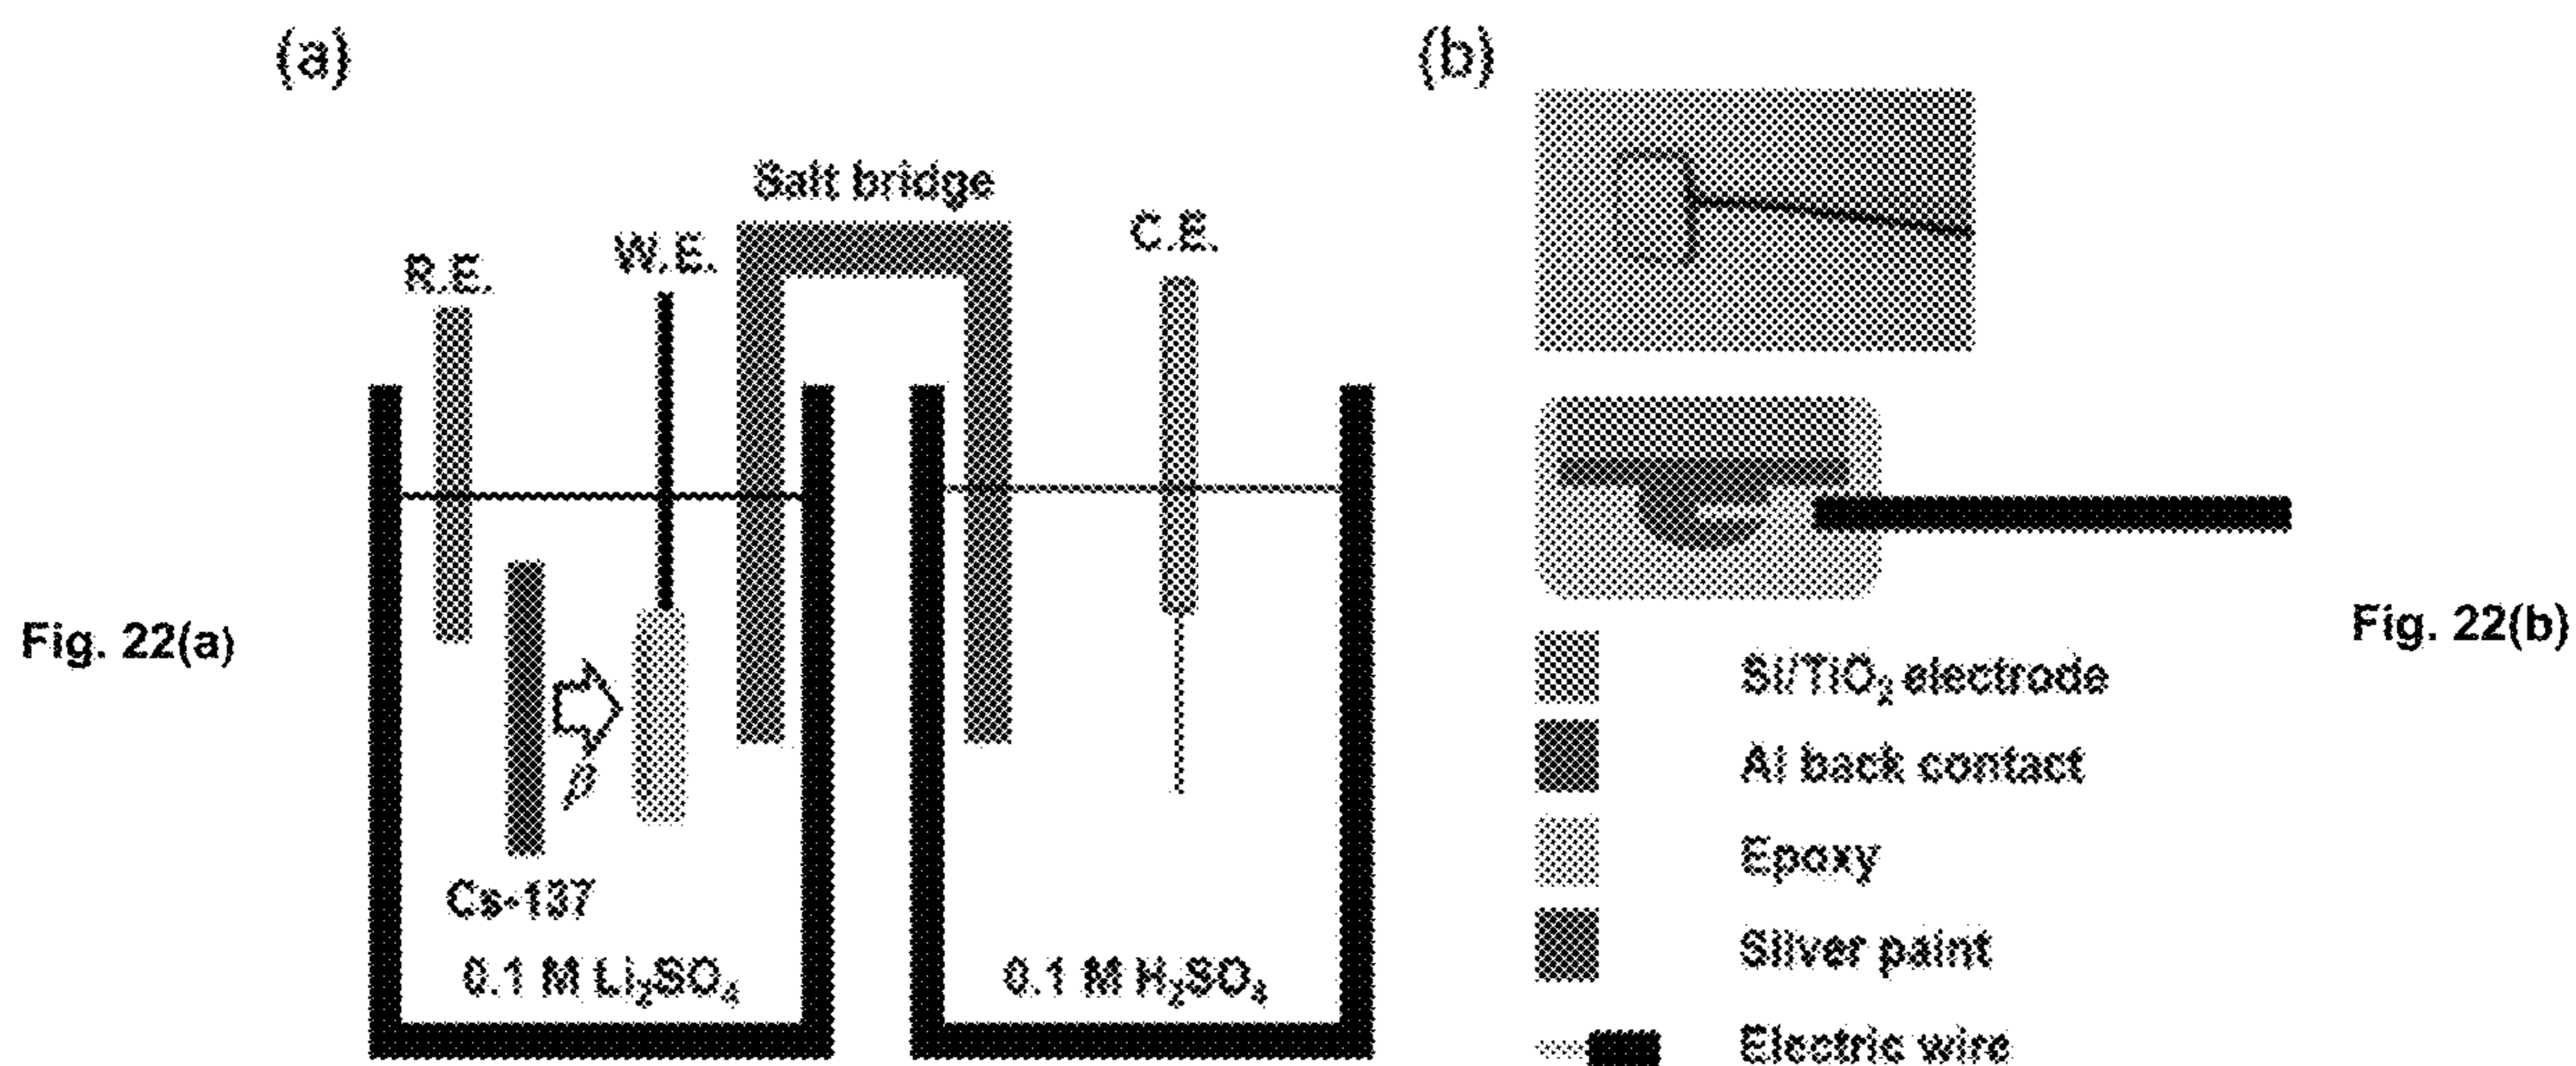 (a)
(b)
Salt bridge
R.E.
W.E.
C.E.
β
Cs-137
0.1 M Li₂SO₄
0.1 M H₂SO₄
Fig. 22(a)
Fig. 22(b)
Si/TiO₂ electrode
Al back contact
Epoxy
Silver paint
Electric wire